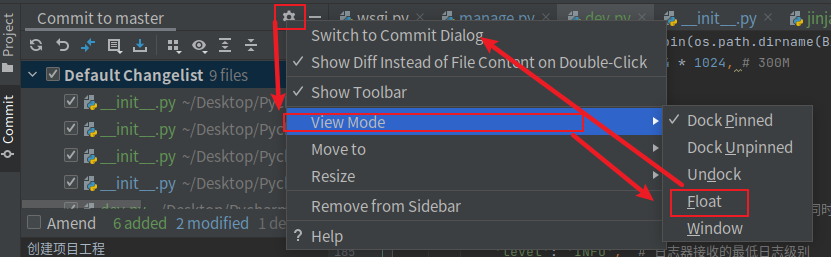 Project
Commit
Commit to master
Default Changelist 9 files
__init__.py ~/Desktop/Pych
__init__.py ~/Desktop/Pyc
__init__.py ~/Desktop/Pyc
__init__.py ~/Desktop/Pyc
Amend 6 added 2 modified 1 d
创建项目工程
Switch to Commit Dialog
Show Diff Instead of File Content on Double-Click
Show Toolbar
View Mode
Move to
Resize
Remove from Sidebar
? Help
Dock Pinned
Dock Unpinned
Undock
Float
Window
wsgi.py
manage.py
dev.py
__init__.py
jinja
oin(os.path.dirname(B
* 1024, # 300M
同时
185 'level': 'INFO', # 日志器接收的最低日志级别